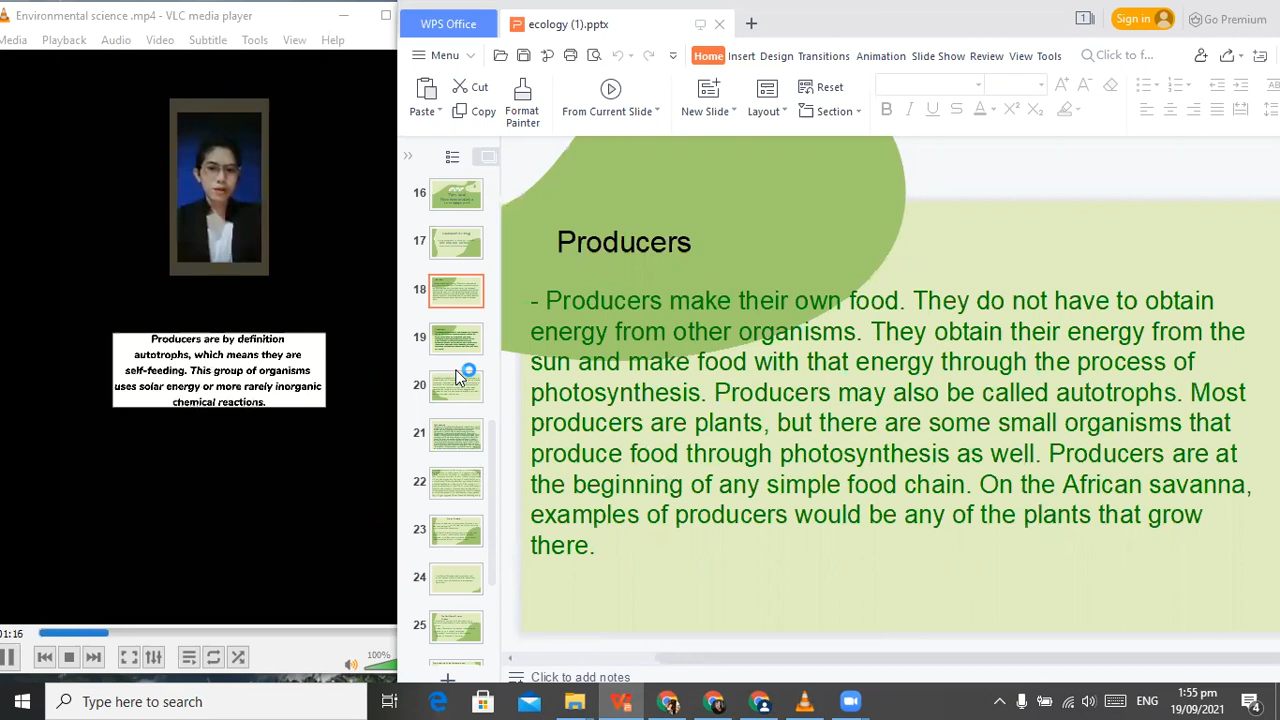 Environmental science .mp4 - VLC media player
Media Playback Audio Video Subtitle Tools View Help
Producers are by definition
autotrophs, which means they are
self-feeding. This group of organisms
uses solar energy or more rarely inorganic
chemical reactions.
01:16
100%
WPS Office
ecology (1).pptx
1
Sign in
Go Premium
Menu
Home Insert Design Transitions Animation Slide Show Review View Tools
Click to f...
Paste
Cut
Copy
Format
Painter
From Current Slide
New Slide
Layout
Reset
Section
16
17
18
19
20
21
22
23
24
25
Producers
- Producers make their own food. They do not have to obtain
energy from other organisms. They obtain their energy from the
sun and make food with that energy through the process of
photosynthesis. Producers may also be called autotrophs. Most
producers are plants, but there are some small organisms that
produce food through photosynthesis as well. Producers are at
the beginning of any simple food chain. On the African savanna,
examples of producers would be any of the plants that grow
there.
Click to add notes
Type here to search
ENG
1:55 pm
19/09/2021
4